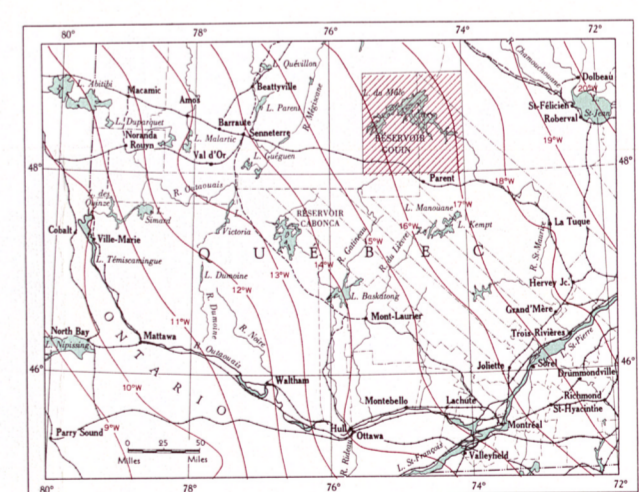 80°
78°
76°
74°
72°
L. Quévillon
R. Chamouchouane
Dolbeau
20°W
L. Abitibi
Macamic
Amos
Beattyville
L. du Mâle
St-Félicien
St Jean
Roberval
L. Parent
R. Mégiscane
L. Duparquet
Barraute
Senneterre
Noranda
Rouyn
L. Malartic
RÉSERVOIR
GOUIN
19°W
Val d'Or
L. Guéguen
48°
48°
Parent
18°W
R. Outaouais
L. des
Quinze
L.
Simard
RÉSERVOIR
CABONGA
L. Manouane
17°W
16°W
L. Kempt
La Tuque
Cobalt
Ville-Marie
Victoria
R. Gatineau
15°W
R. du Lièvre
R. St-Maurice
QUÉBEC
L. Témiscamingue
L. Dumoine
13°W
14°W
Hervey Jc.
12°W
L. Baskatong
R. Dumoine
Grand'Mère
11°W
R. Noire
Mont-Laurier
Trois-Rivières
North Bay
L. Nipissing
Mattawa
R. Outaouais
L. St-Pierre
ONTARIO
46°
46°
Joliette
Sorel
Drummondville
10°W
Waltham
Montebello
Lachute
Richmond
St-Hyacinthe
9°W
Parry Sound
Hull
Ottawa
Montréal
0 25 50
Miles Milles
R. Rideau
L. St-François
Valleyfield
80°
78°
76°
74°
72°